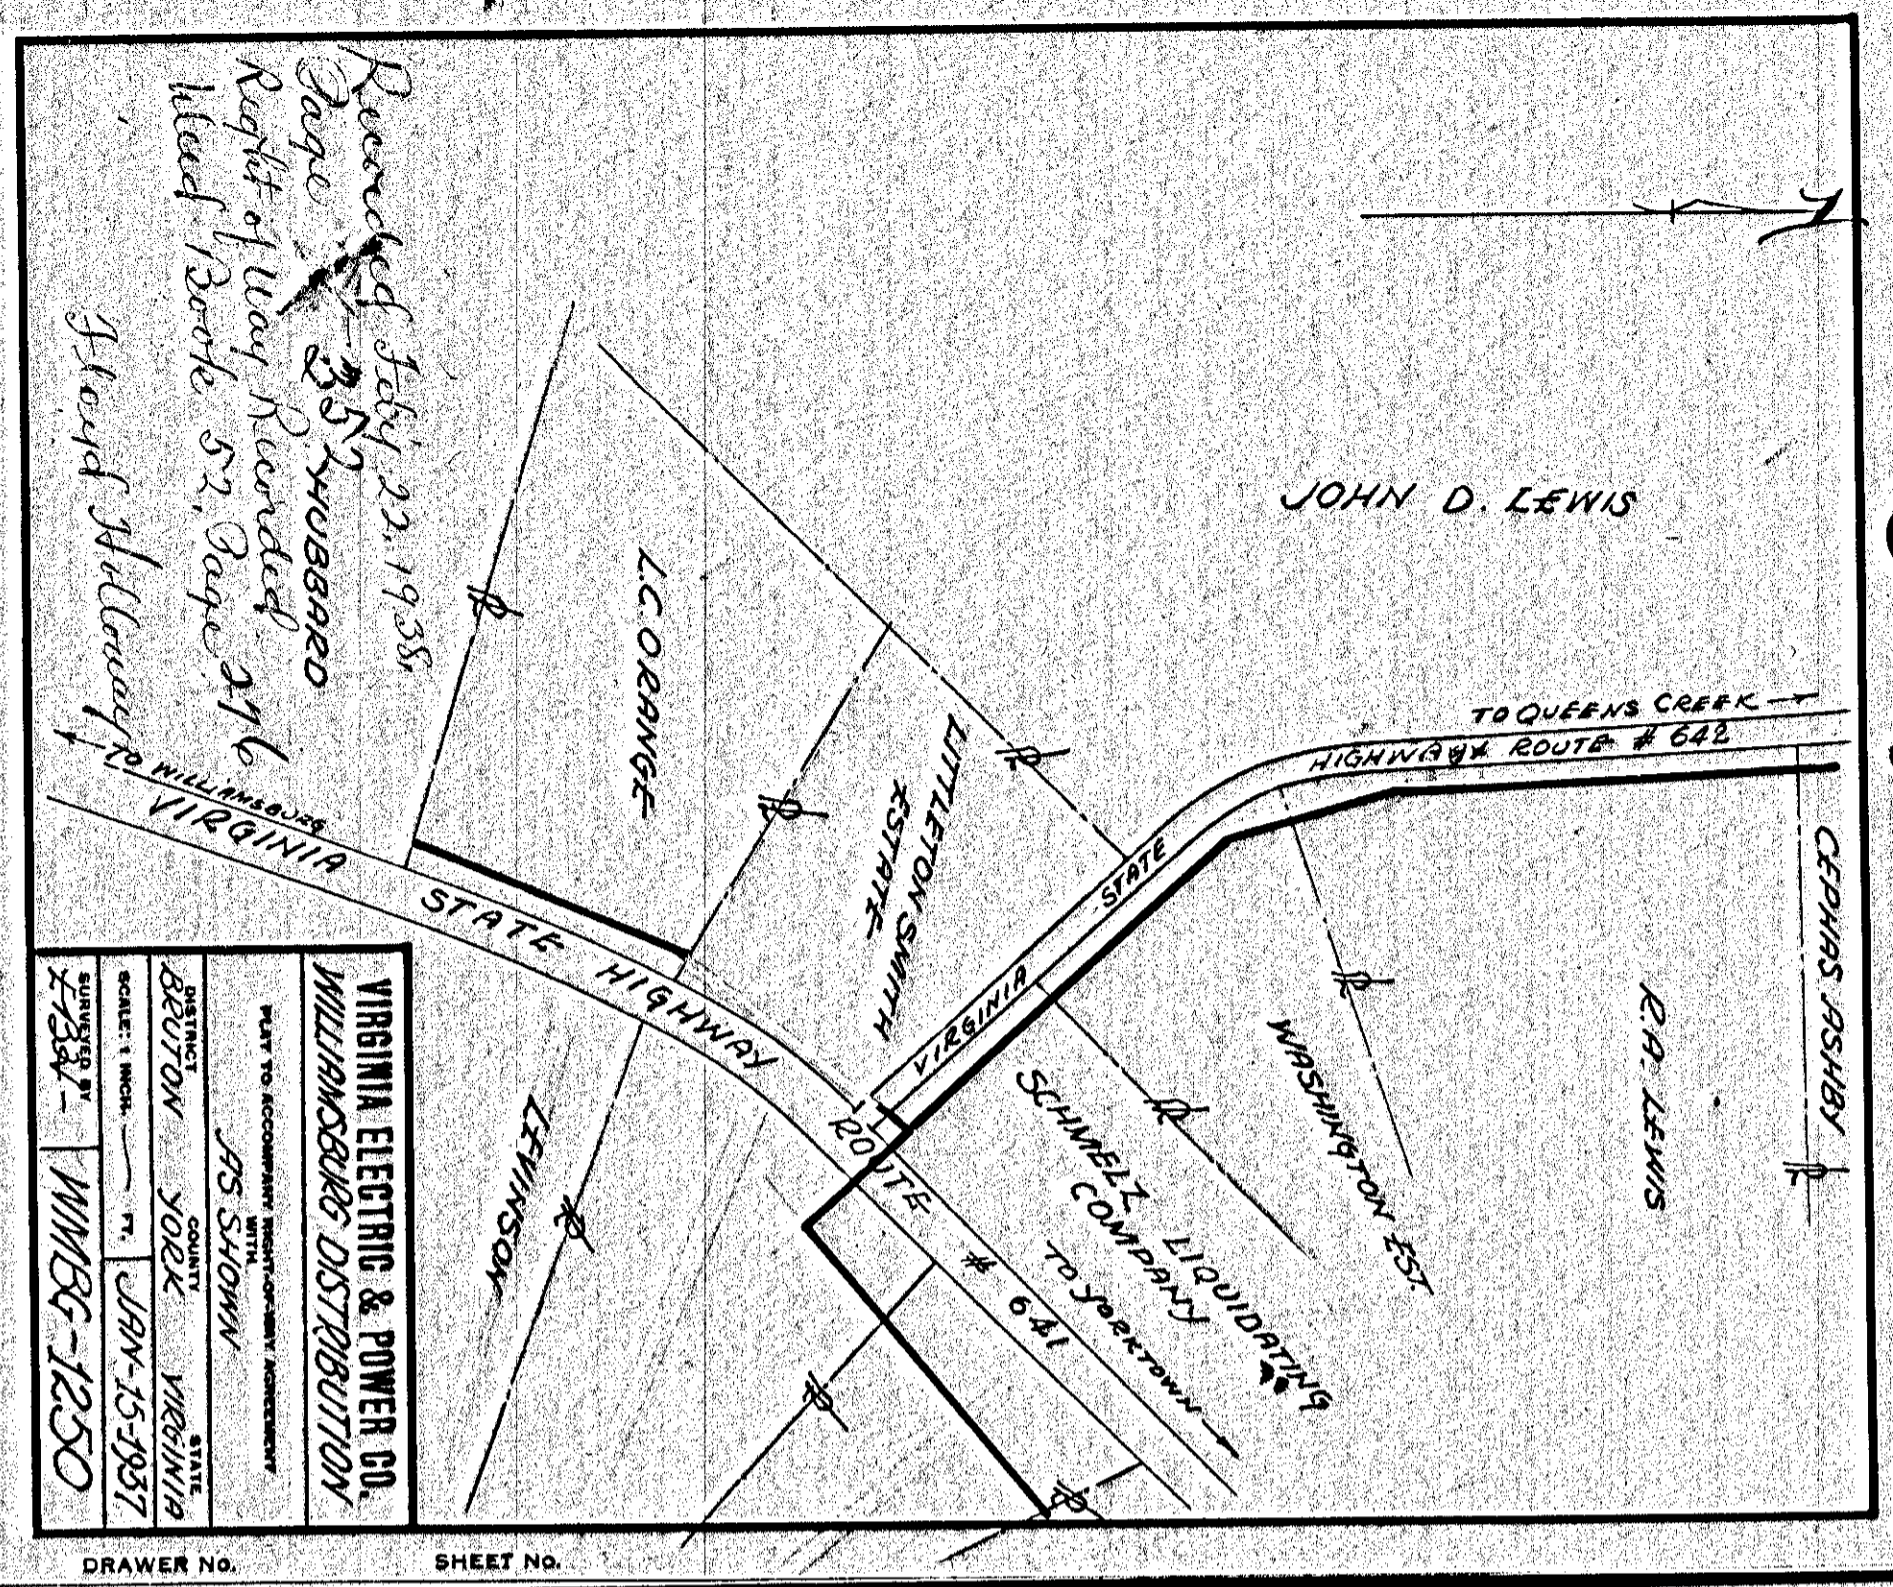 Recorded Feby 22, 1938,
Page 352
Right of Way Recorded
Deed Book 52, Page 276
Floyd Holloway
HUBBARD
L.C. ORANGE
LITTLETON SMITH
ESTATE
JOHN D. LEWIS
TO QUEENS CREEK
VIRGINIA STATE HIGHWAY ROUTE # 642
CEPHAS ASHBY
R.A. LEWIS
WASHINGTON EST.
SCHMELZ LIQUIDATING
COMPANY
TO YORKTOWN
TO WILLIAMSBURG
VIRGINIA STATE HIGHWAY ROUTE # 641
LEVINSON
VIRGINIA ELECTRIC & POWER CO.
WILLIAMSBURG DISTRIBUTION
PLAT TO ACCOMPANY RIGHT-OF-WAY AGREEMENT
WITH
AS SHOWN
DISTRICT COUNTY STATE
BRUTON YORK VIRGINIA
SCALE: 1 INCH. — FT. JAN-15-1937
SURVEYED BY
WMBG-1250
DRAWER NO. SHEET NO.